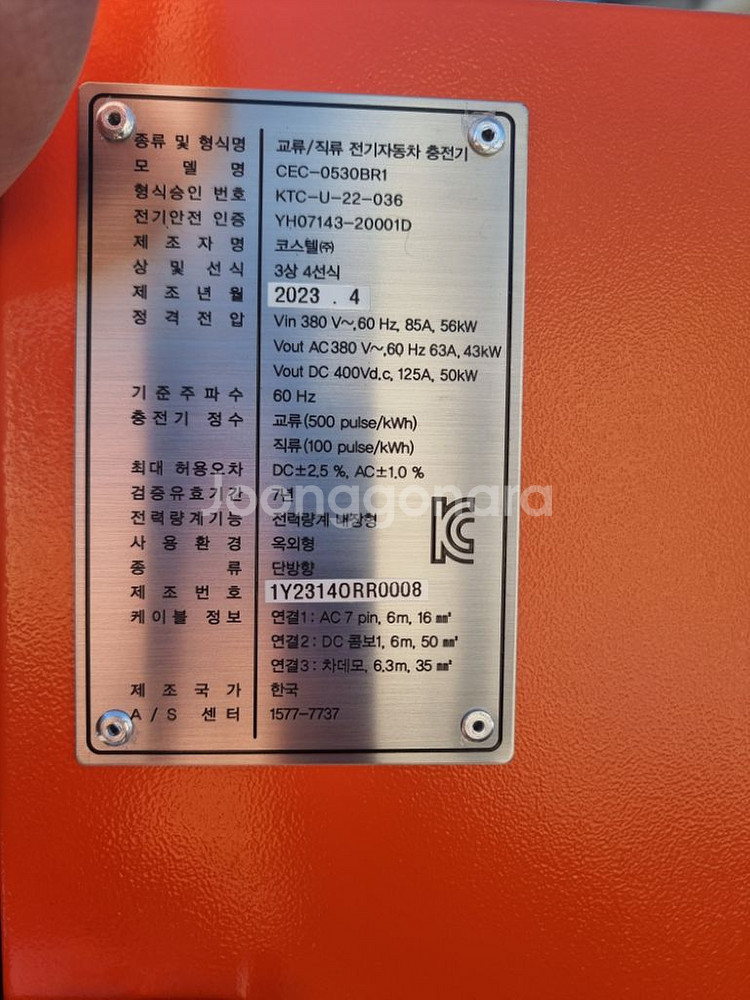 종류 및 형식명 교류/직류 전기자동차 충전기
모델명 CEC-0530BR1
형식승인 번호 KTC-U-22-036
전기안전 인증 YH07143-20001D
제조자명 코스텔㈜
상 및 선식 3상 4선식
제조년월 2023 . 4
정격전압 Vin 380 V~,60 Hz, 85A, 56kW
Vout AC380 V~,60 Hz 63A, 43kW
Vout DC 400Vd.c, 125A, 50kW
기준주파수 60 Hz
충전기 정수 교류(500 pulse/kWh)
직류(100 pulse/kWh)
최대 허용오차 DC±2.5 %, AC±1.0 %
검증유효기간 7년
Joonggonara
전력량계기능 전력량계 내장형
사용환경 옥외형
종류 단방향
제조번호 1Y2314ORR0008
케이블 정보 연결1 : AC 7 pin, 6m, 16 ㎟
연결2 : DC 콤보1, 6m, 50 ㎟
연결3 : 차데모, 6.3m, 35 ㎟
제조국가 한국
A/S 센터 1577-7737